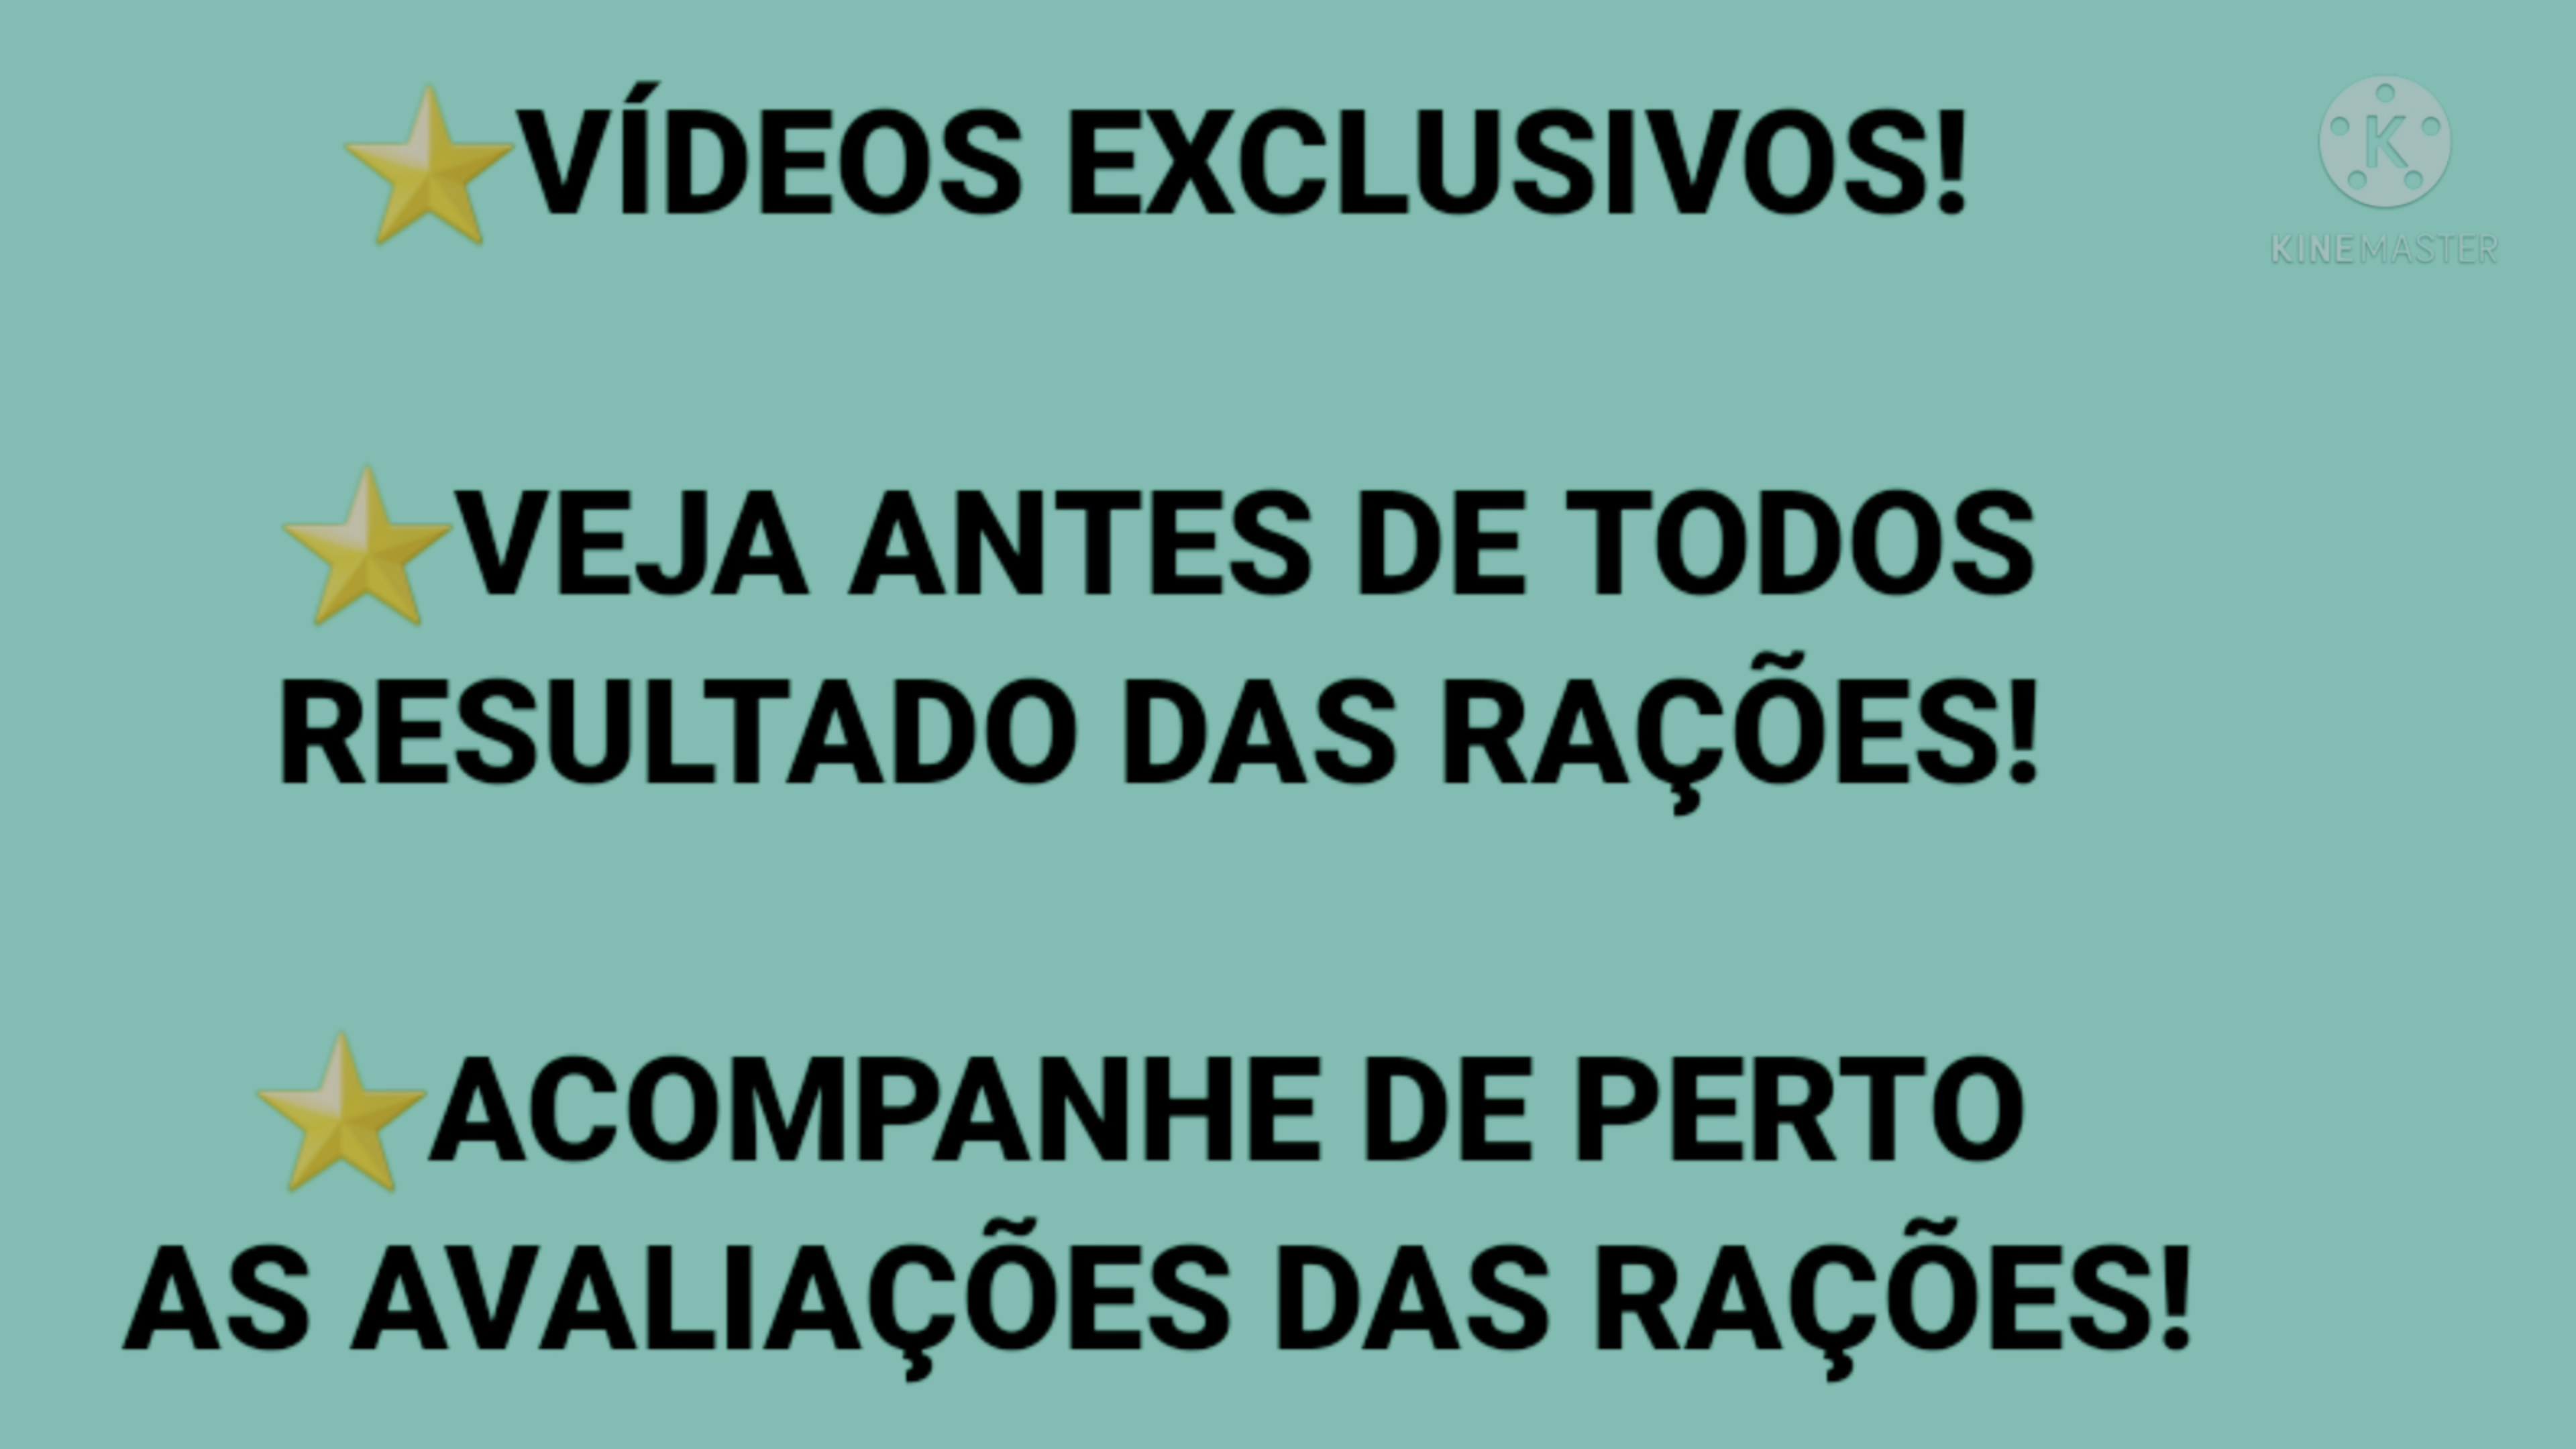 ⭐VÍDEOS EXCLUSIVOS!
K
KINEMASTER
⭐VEJA ANTES DE TODOS
RESULTADO DAS RAÇÕES!
⭐ACOMPANHE DE PERTO
AS AVALIAÇÕES DAS RAÇÕES!